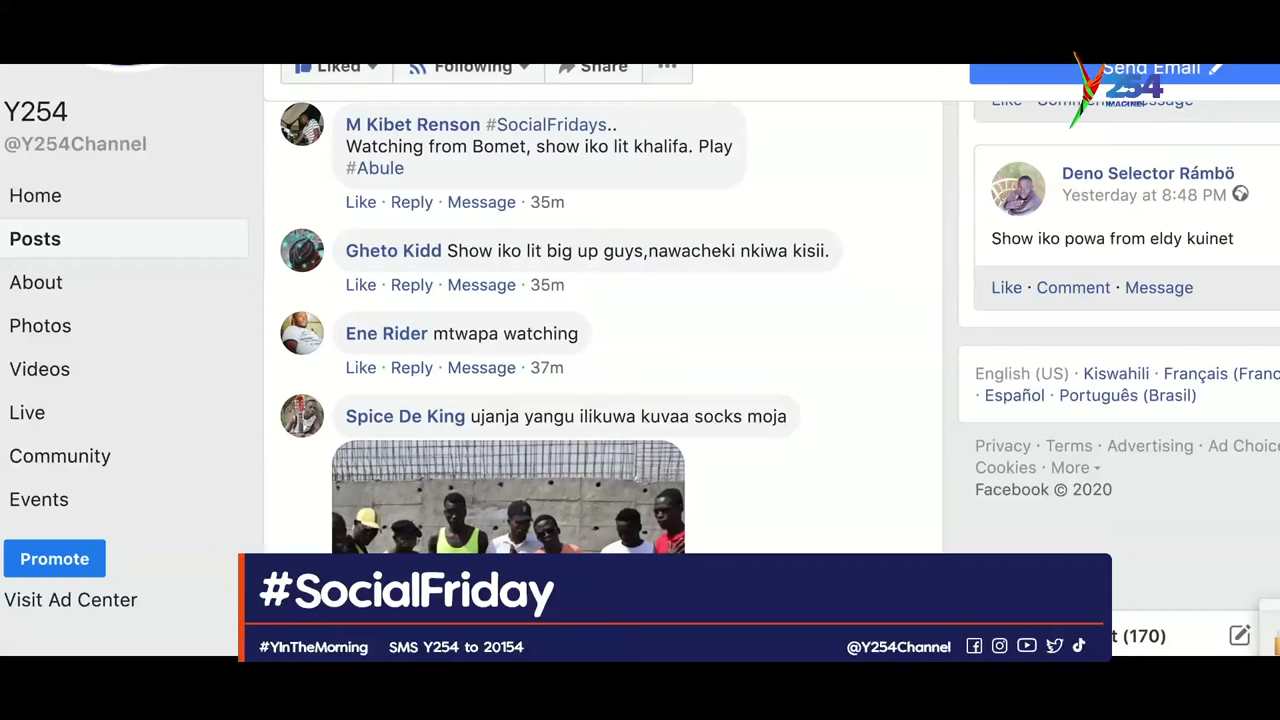 Liked
Following
Share
Send Email
Y254
IMAGINE!
Y254
@Y254Channel
Home
Posts
About
Photos
Videos
Live
Community
Events
Promote
Visit Ad Center
M Kibet Renson #SocialFridays..
Watching from Bomet, show iko lit khalifa. Play
#Abule
Like · Reply · Message · 35m
Gheto Kidd Show iko lit big up guys,nawacheki nkiwa kisii.
Like · Reply · Message · 35m
Ene Rider mtwapa watching
Like · Reply · Message · 37m
Spice De King ujanja yangu ilikuwa kuvaa socks moja
Deno Selector Rámbö
Yesterday at 8:48 PM
Show iko powa from eldy kuinet
Like · Comment · Message
English (US) · Kiswahili · Français (Franc
· Español · Português (Brasil)
Privacy · Terms · Advertising · Ad Choic
Cookies · More
Facebook © 2020
(170)
#SocialFriday
#YInTheMorning SMS Y254 to 20154
@Y254Channel